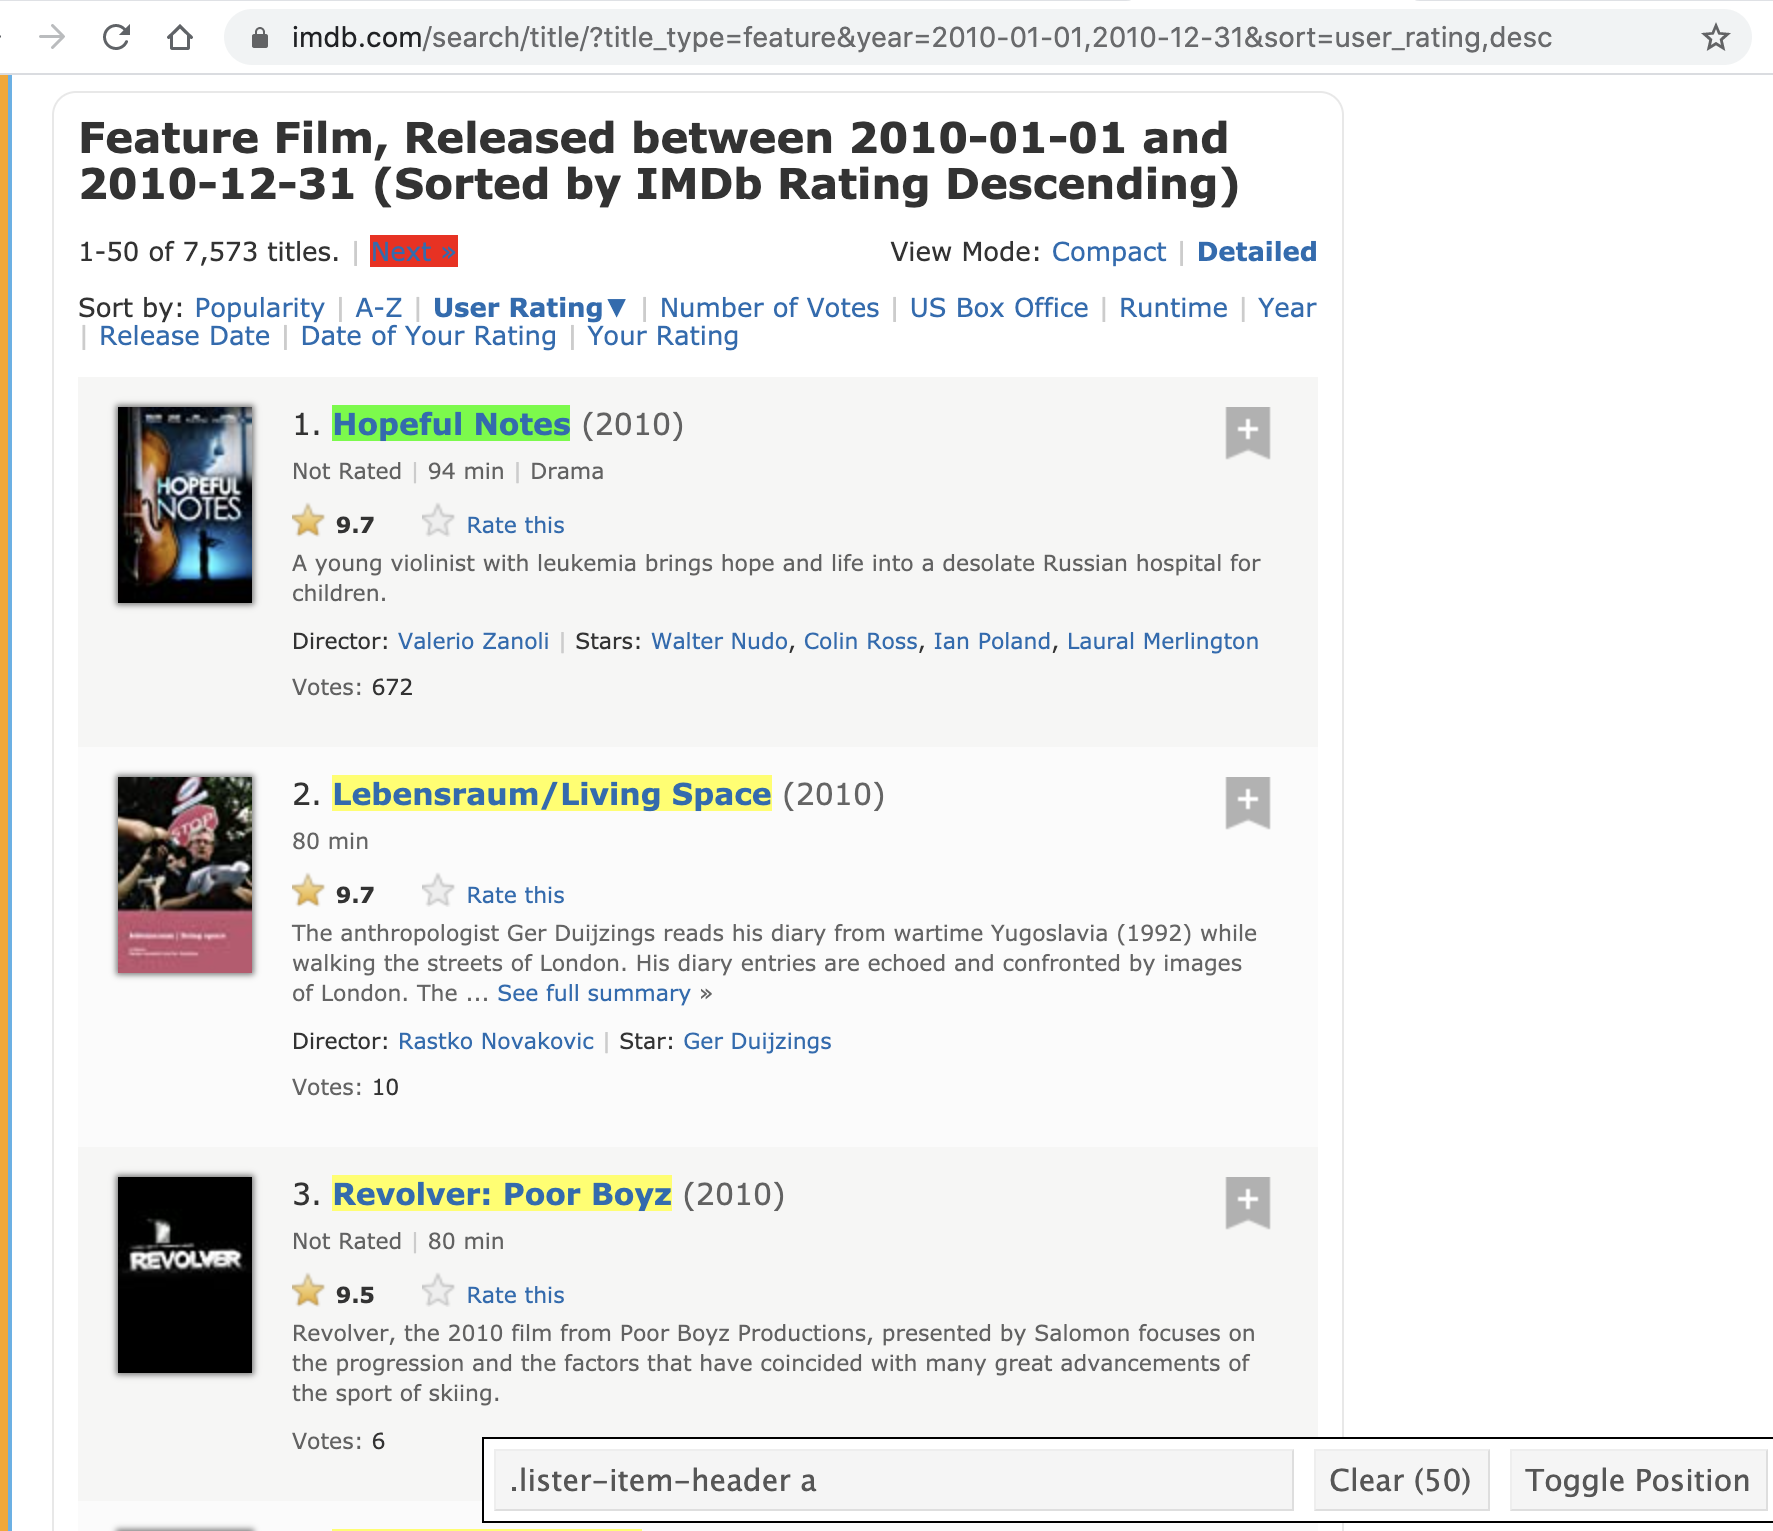 imdb.com/search/title/?title_type=feature&year=2010-01-01,2010-12-31&sort=user_rating,desc
Feature Film, Released between 2010-01-01 and
2010-12-31 (Sorted by IMDb Rating Descending)
1-50 of 7,573 titles. | Next » View Mode: Compact | Detailed
Sort by: Popularity | A-Z | User Rating▼ | Number of Votes | US Box Office | Runtime | Year
| Release Date | Date of Your Rating | Your Rating
HOPEFUL
NOTES
1. Hopeful Notes (2010)
Not Rated | 94 min | Drama
9.7 Rate this
A young violinist with leukemia brings hope and life into a desolate Russian hospital for
children.
Director: Valerio Zanoli | Stars: Walter Nudo, Colin Ross, Ian Poland, Laural Merlington
Votes: 672
STOP
2. Lebensraum/Living Space (2010)
80 min
9.7 Rate this
The anthropologist Ger Duijzings reads his diary from wartime Yugoslavia (1992) while
walking the streets of London. His diary entries are echoed and confronted by images
of London. The ... See full summary »
Director: Rastko Novakovic | Star: Ger Duijzings
Votes: 10
REVOLVER
3. Revolver: Poor Boyz (2010)
Not Rated | 80 min
9.5 Rate this
Revolver, the 2010 film from Poor Boyz Productions, presented by Salomon focuses on
the progression and the factors that have coincided with many great advancements of
the sport of skiing.
Votes: 6
.lister-item-header a Clear (50) Toggle Position